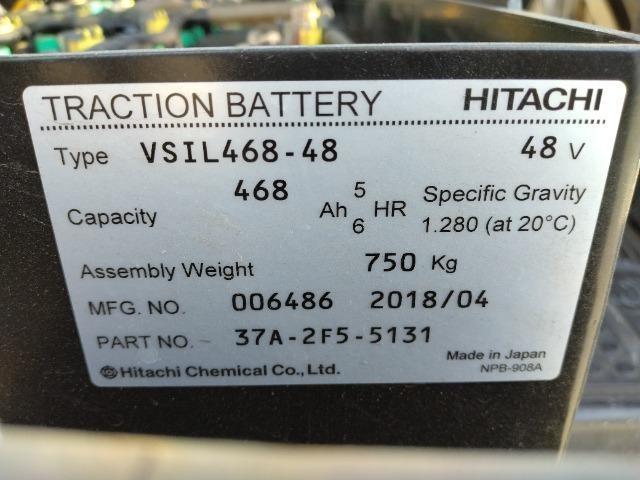 TRACTION BATTERY HITACHI
Type VSIL468-48 48 V
Capacity 468 Ah 5 6 HR Specific Gravity
1.280 (at 20°C)
Assembly Weight 750 Kg
MFG. NO. 006486 2018/04
PART NO. 37A-2F5-5131
Made in Japan
Hitachi Chemical Co., Ltd. NPB-908A